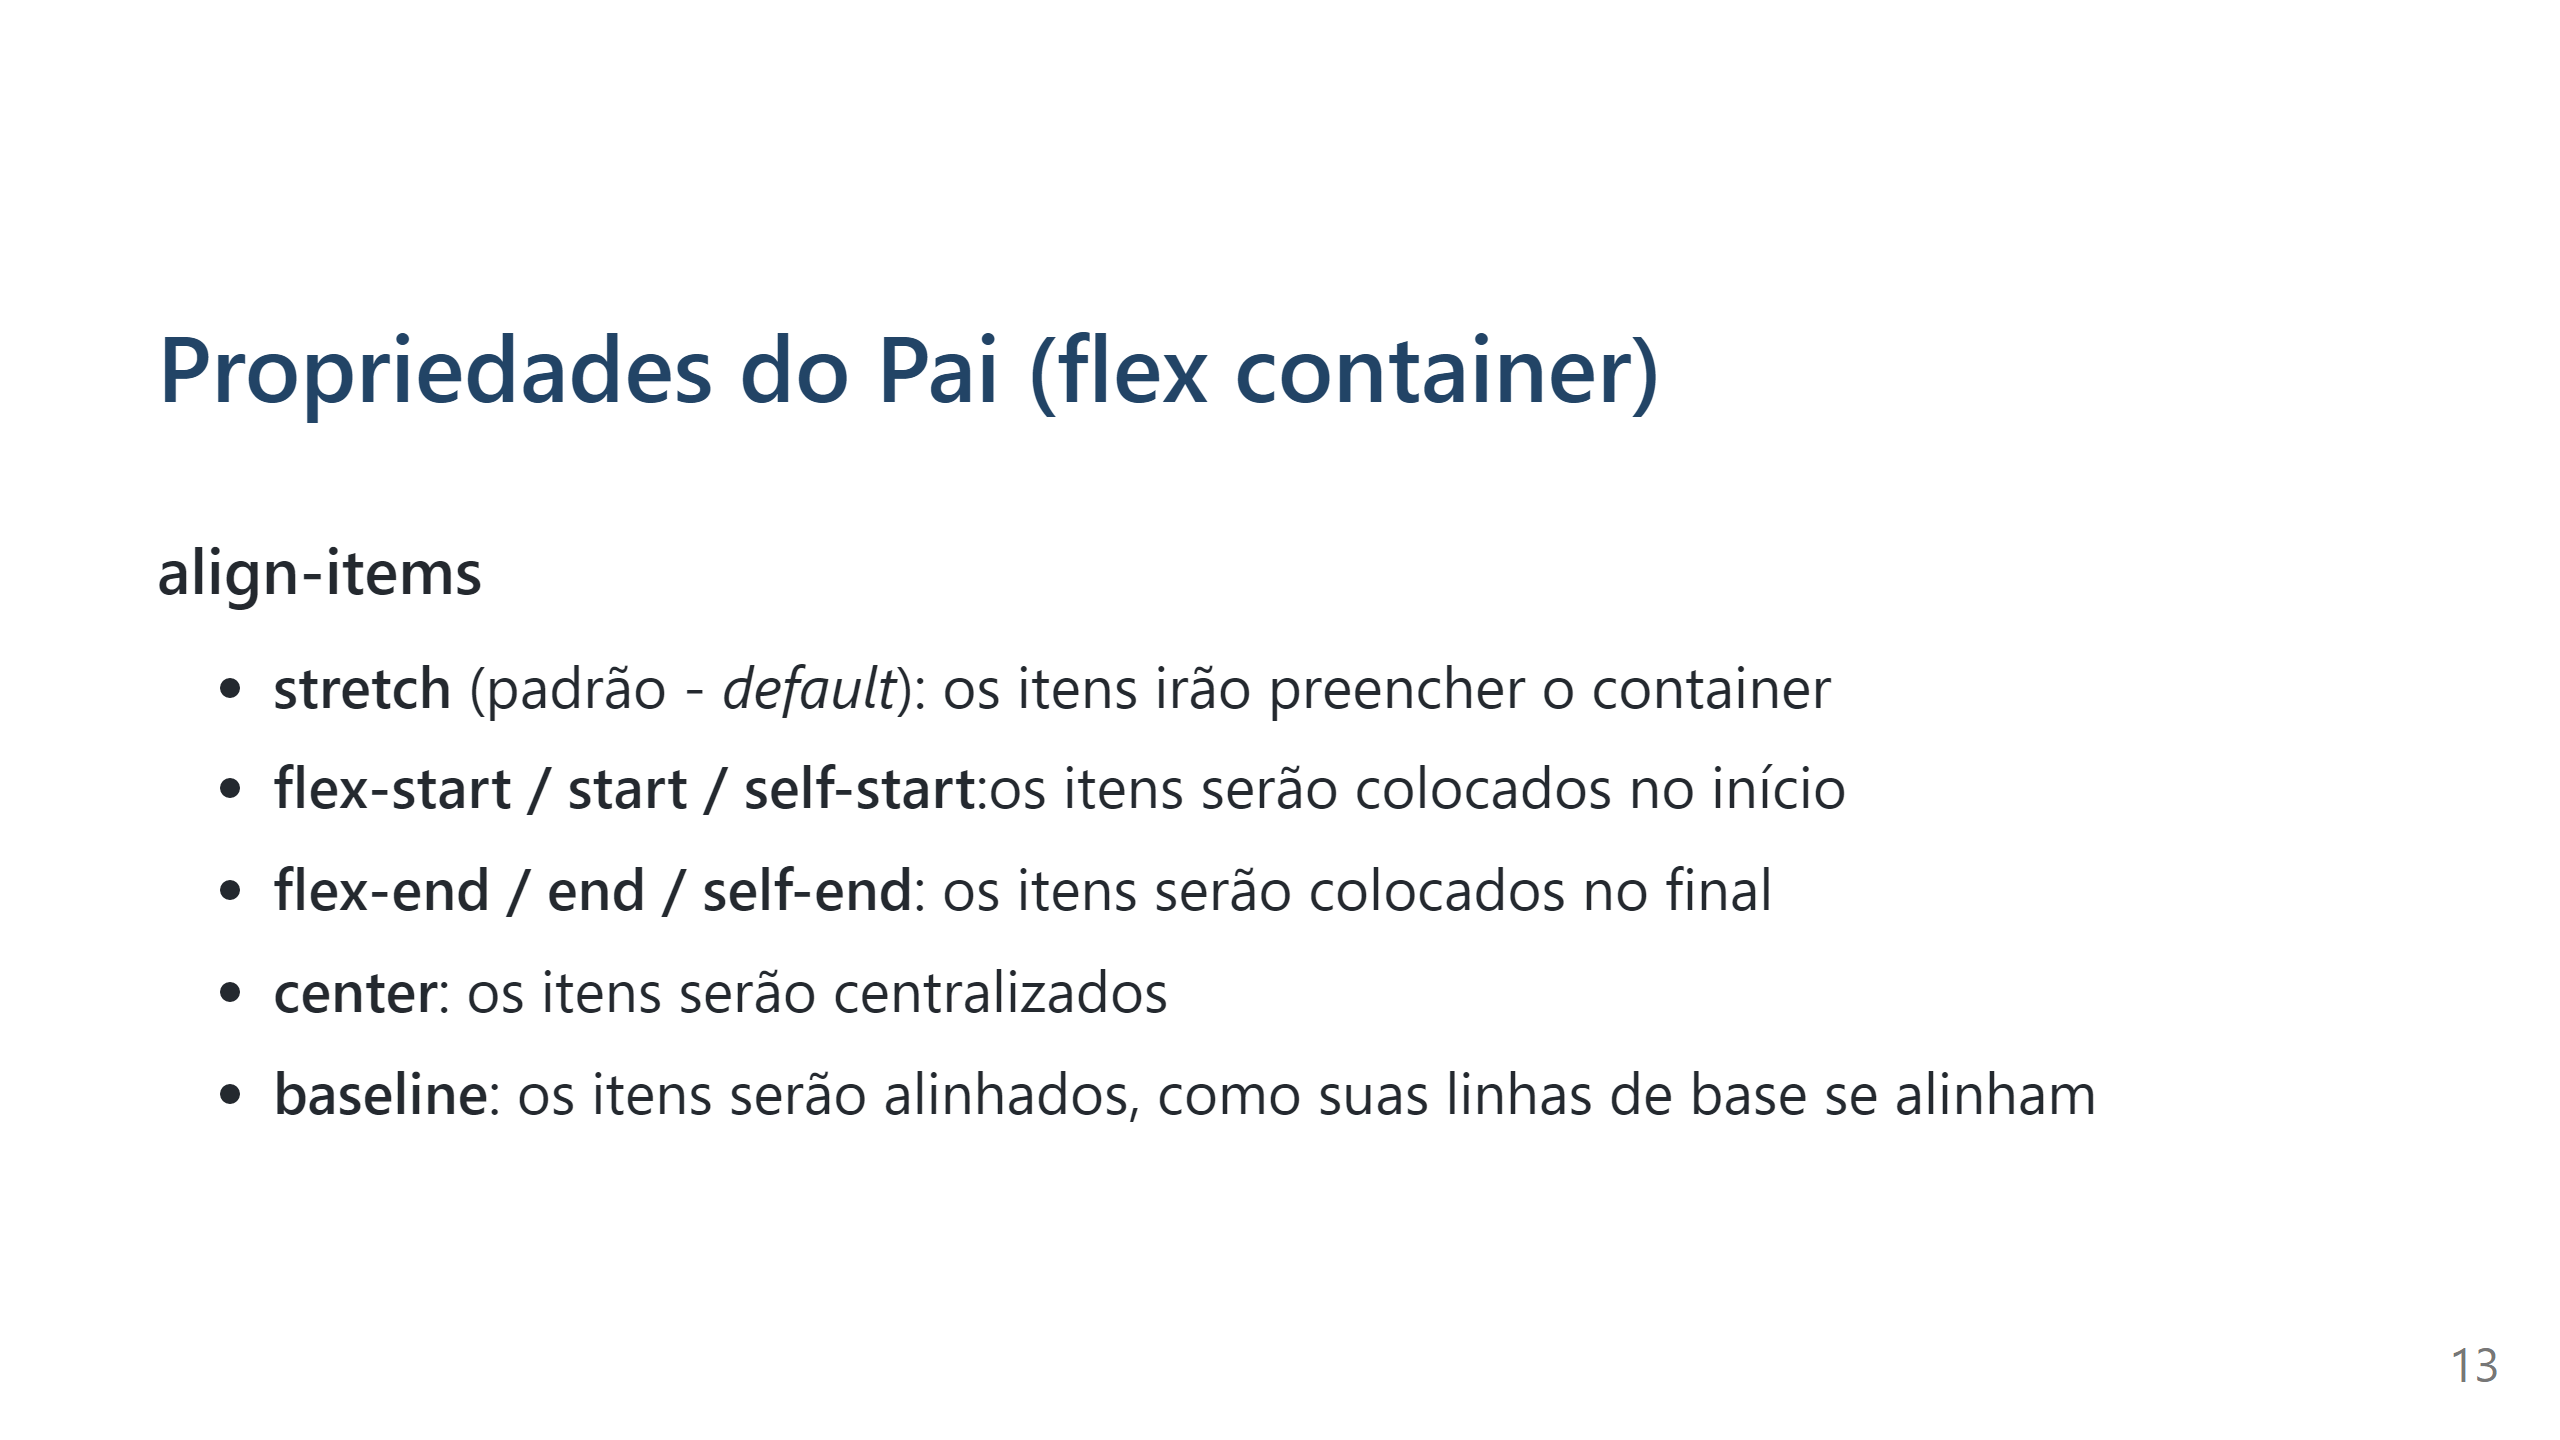 Propriedades do Pai (flex container)
align-items
• stretch (padrão - default): os itens irão preencher o container
• flex-start / start / self-start:os itens serão colocados no início
• flex-end / end / self-end: os itens serão colocados no final
• center: os itens serão centralizados
• baseline: os itens serão alinhados, como suas linhas de base se alinham
13